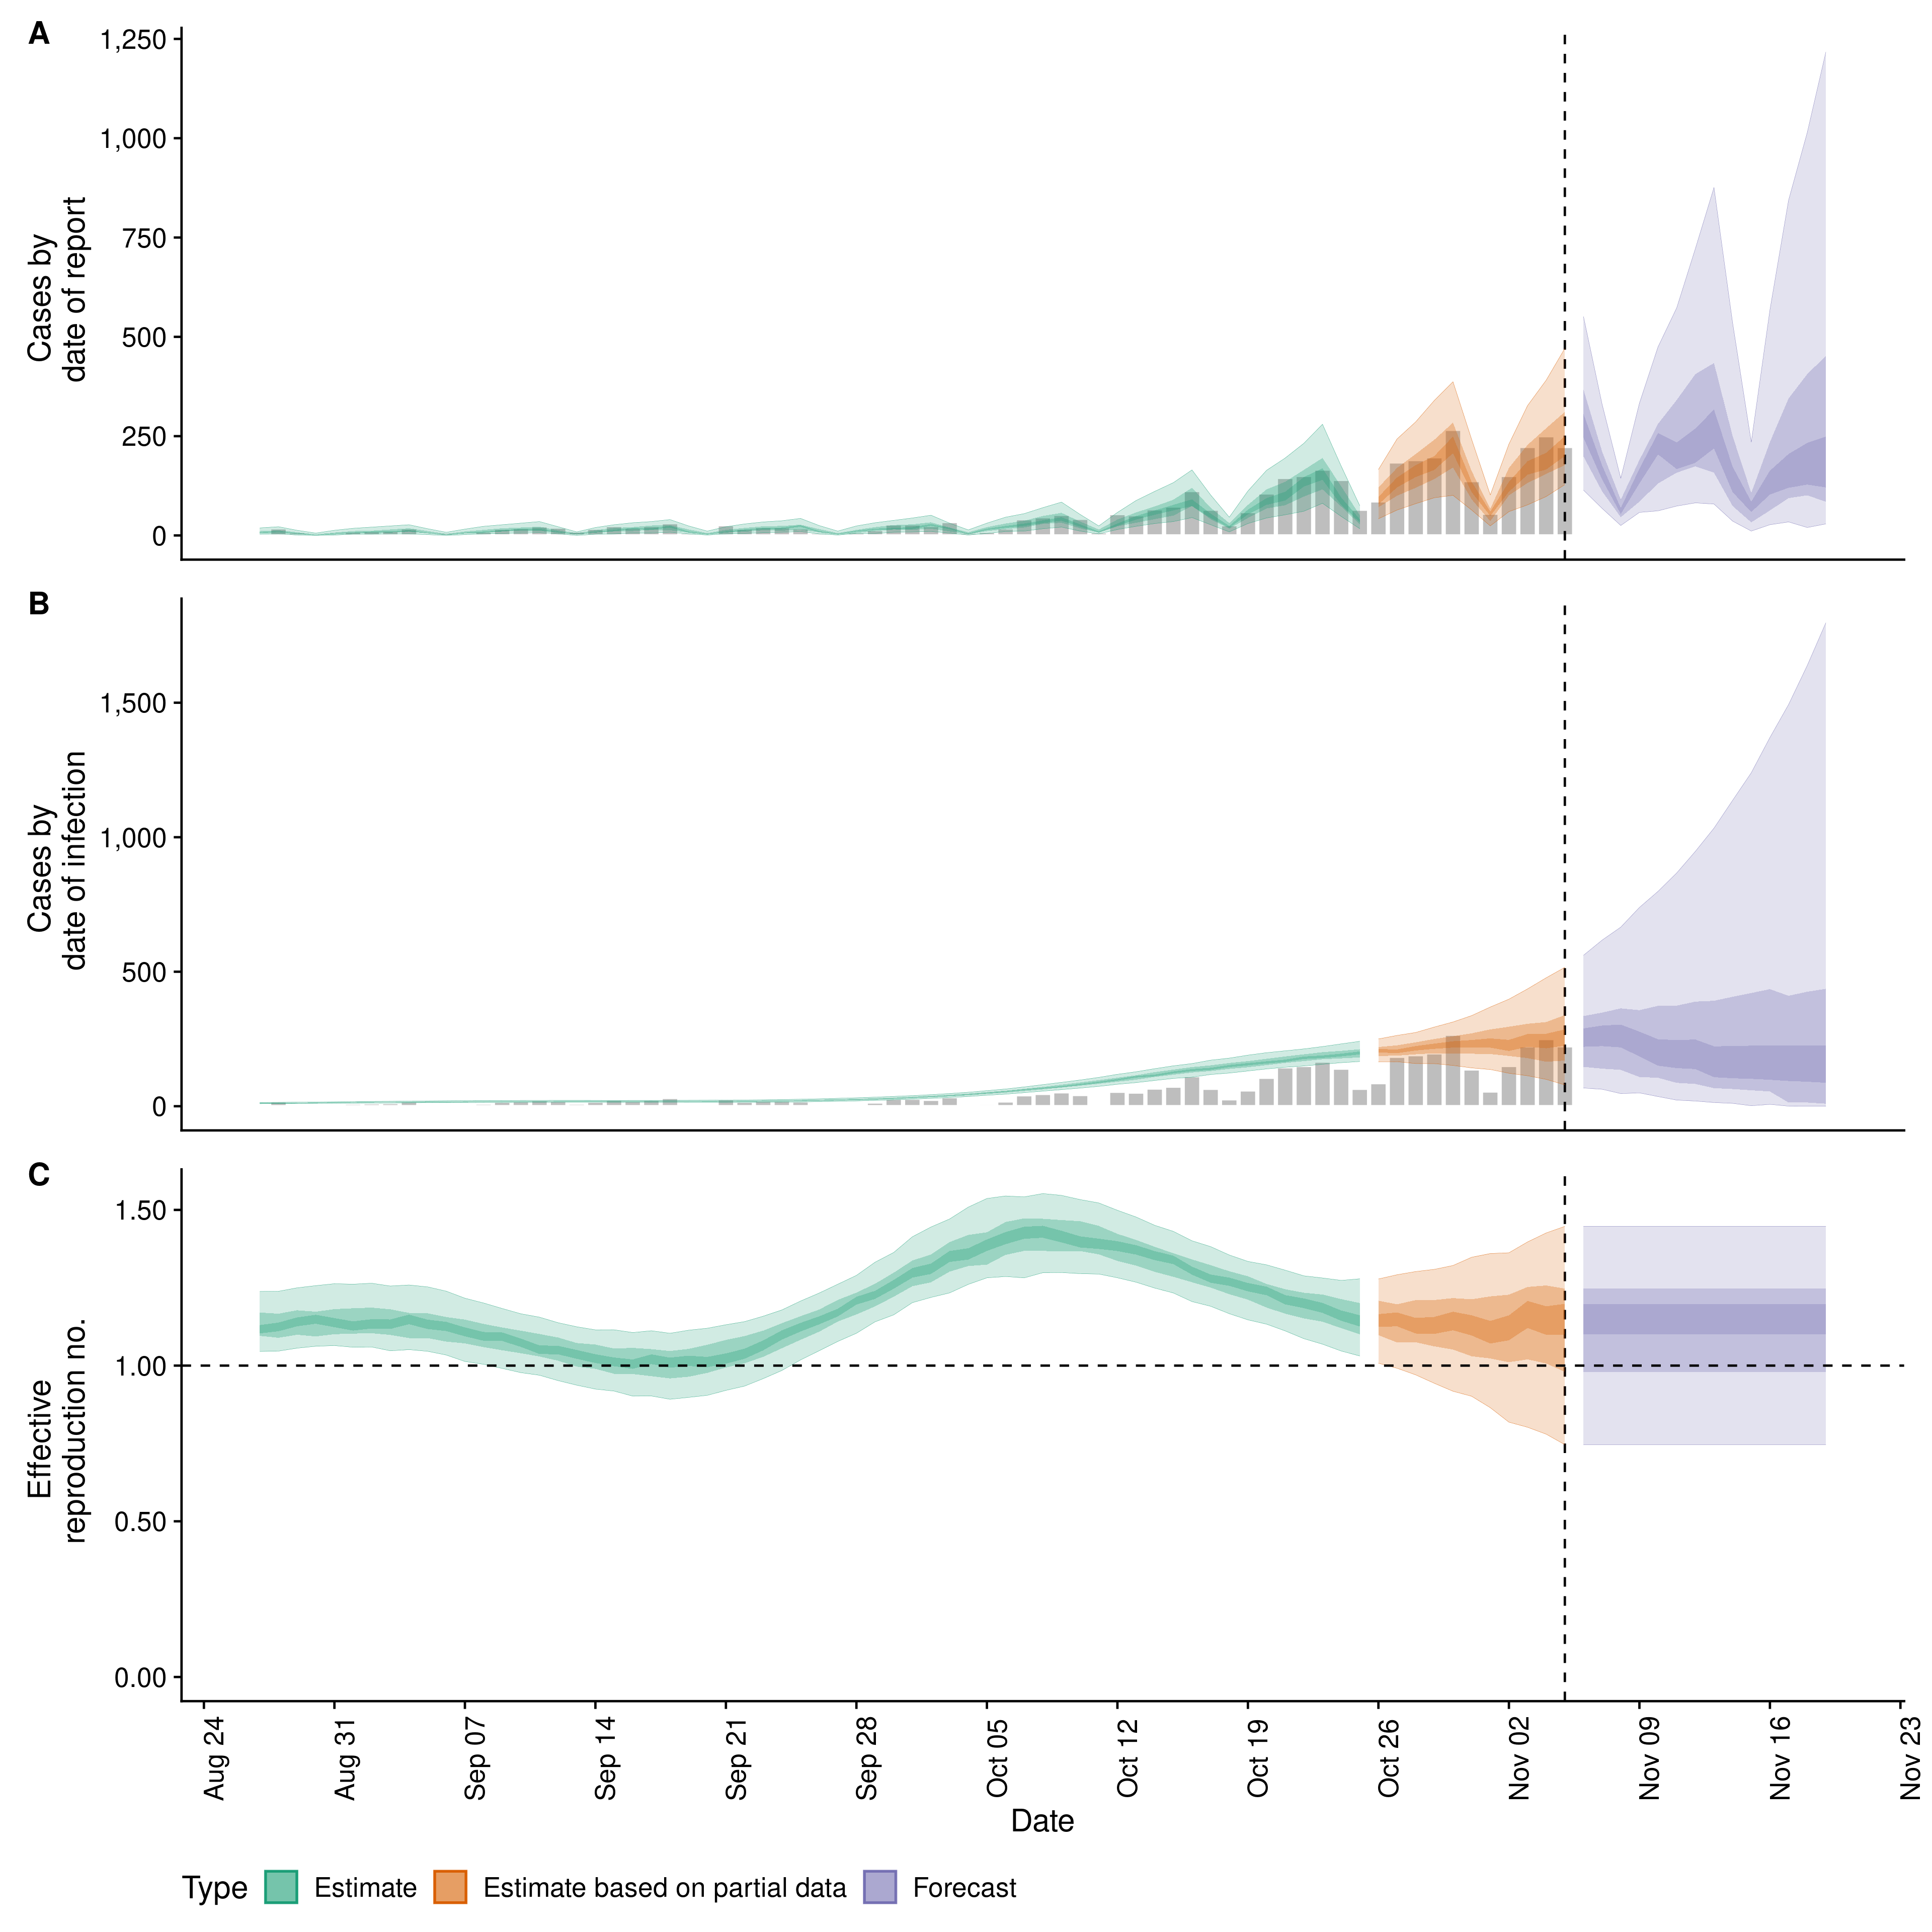 A
Cases by
date of report
1,250
1,000
750
500
250
0
B
Cases by
date of infection
1,500
1,000
500
0
C
Effective
reproduction no.
1.50
1.00
0.50
0.00
Aug 24
Aug 31
Sep 07
Sep 14
Sep 21
Sep 28
Oct 05
Oct 12
Oct 19
Oct 26
Nov 02
Nov 09
Nov 16
Nov 23
Date
Type Estimate Estimate based on partial data Forecast